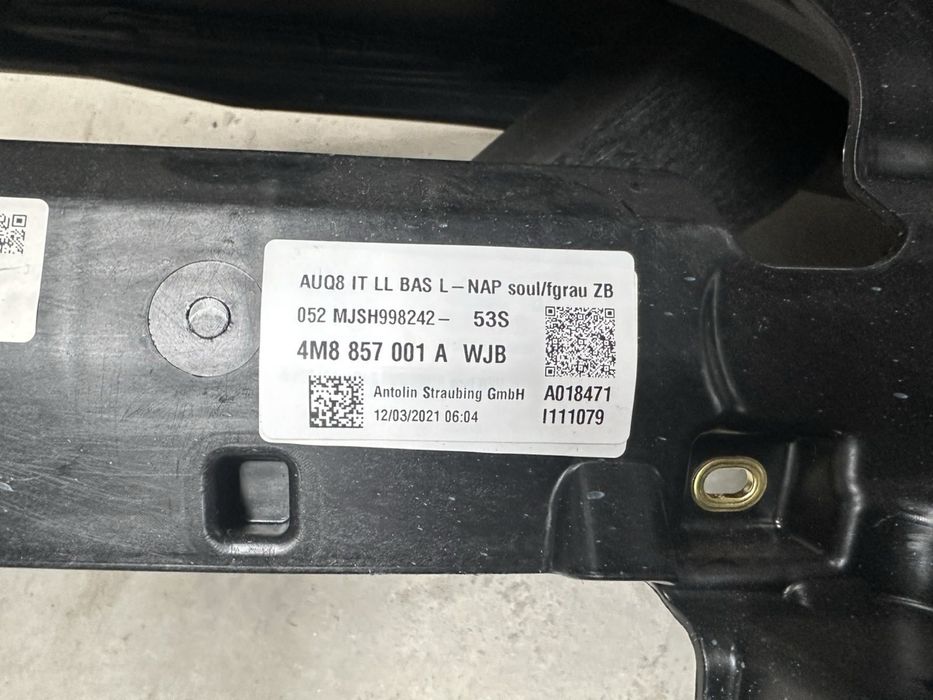 AUQ8 IT LL BAS L-NAP soul/fgrau ZB
052 MJSH998242- 53S
4M8 857 001 A WJB
Antolin Straubing GmbH A018471
12/03/2021 06:04 I111079